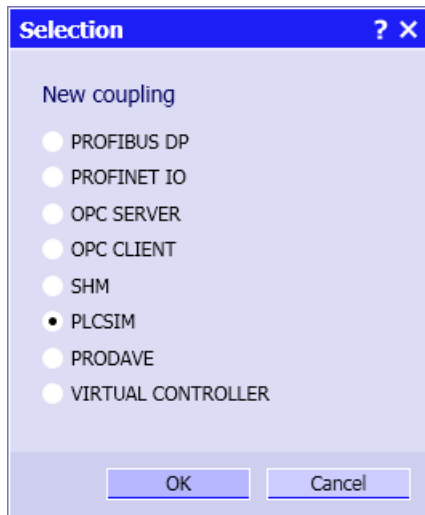 Selection ? ×
New coupling
PROFIBUS DP
PROFINET IO
OPC SERVER
OPC CLIENT
SHM
PLCSIM
PRODAVE
VIRTUAL CONTROLLER
OK Cancel